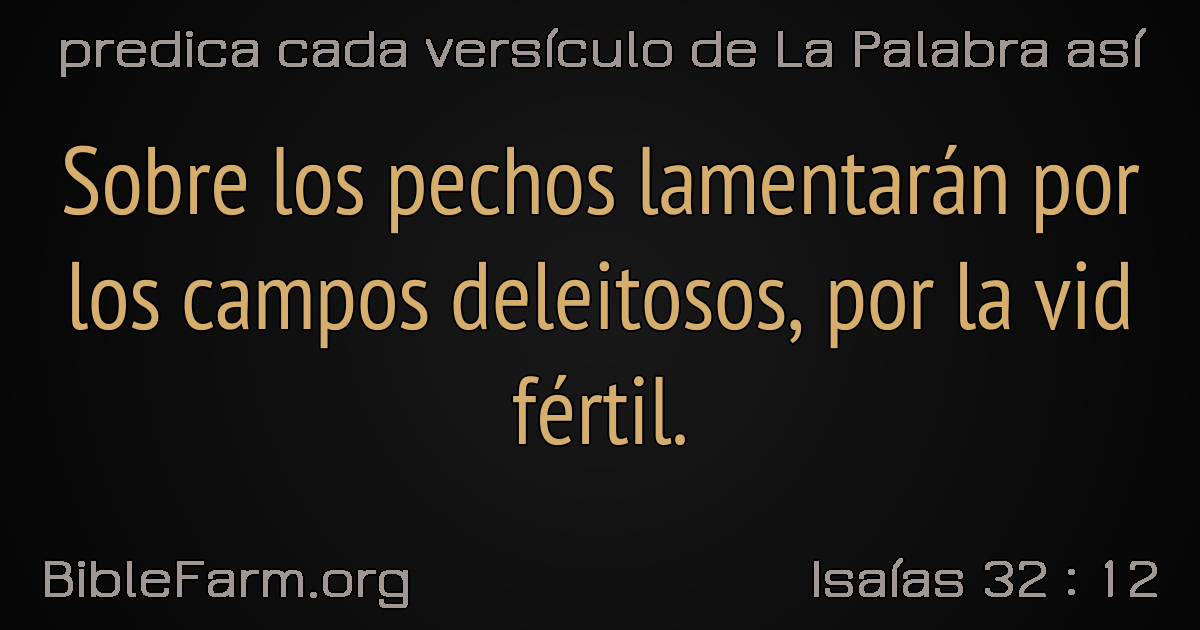 predica cada versículo de La Palabra así
Sobre los pechos lamentarán por
los campos deleitosos, por la vid
fértil.
BibleFarm.org
Isaías 32 : 12